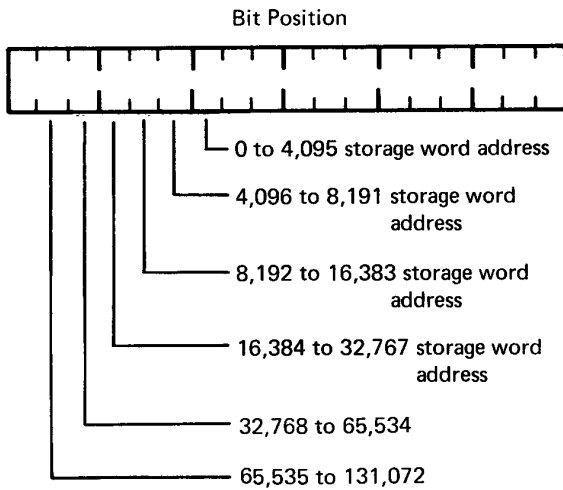 Bit Position
0 to 4,095 storage word address
4,096 to 8,191 storage word
address
8,192 to 16,383 storage word
address
16,384 to 32,767 storage word
address
32,768 to 65,534
65,535 to 131,072